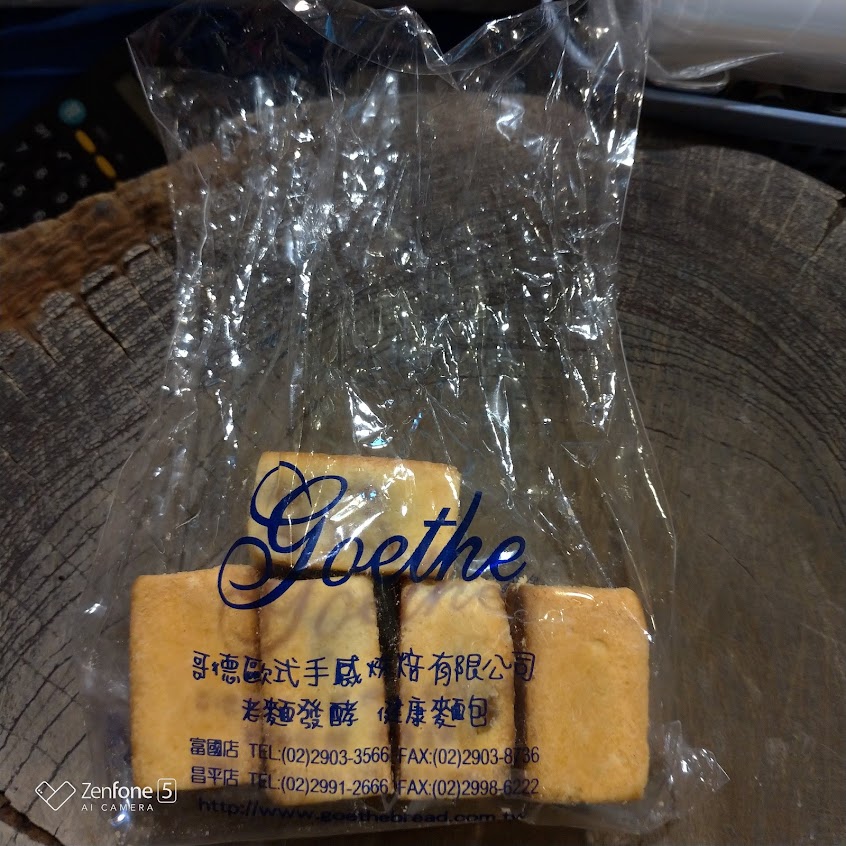 Goethe
哥德歐式手感烘焙有限公司
老麵發酵 健康麵包
富國店 TEL:(02)2903-3566 FAX:(02)2903-8736
昌平店 TEL:(02)2991-2666 FAX:(02)2998-6222
http://www.goethebread.com.tw
Zenfone 5
AI CAMERA